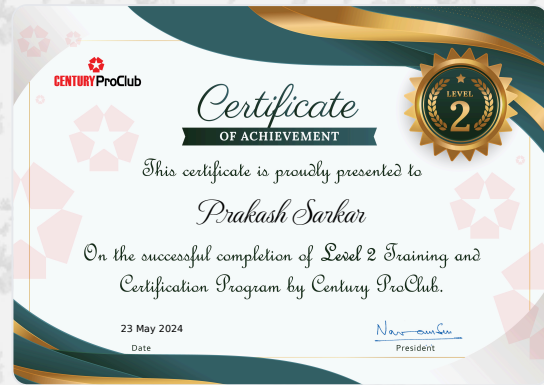 CENTURY ProClub
Certificate
OF ACHIEVEMENT
LEVEL
2
This certificate is proudly presented to
Prakash Sarkar
On the successful completion of Level 2 Training and
Certification Program by Century ProClub.
23 May 2024
Date
President